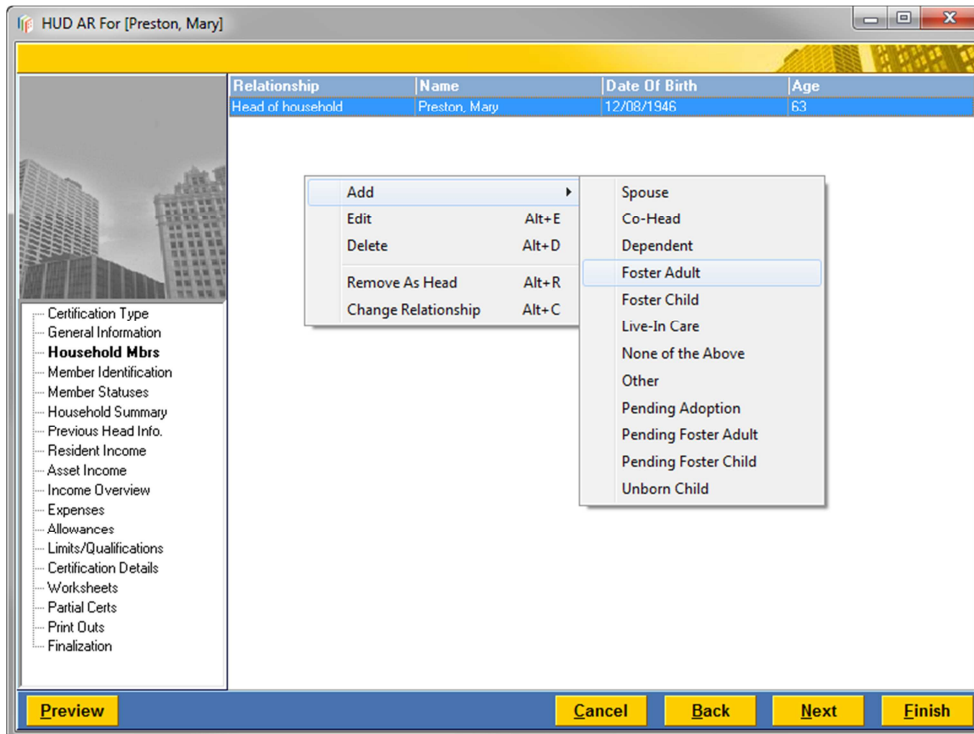 HUD AR For [Preston, Mary]
Relationship Name Date Of Birth Age
Head of household Preston, Mary 12/08/1946 63
Add
Edit Alt+E
Delete Alt+D
Remove As Head Alt+R
Change Relationship Alt+C
Spouse
Co-Head
Dependent
Foster Adult
Foster Child
Live-In Care
None of the Above
Other
Pending Adoption
Pending Foster Adult
Pending Foster Child
Unborn Child
Certification Type
General Information
Household Mbrs
Member Identification
Member Statuses
Household Summary
Previous Head Info.
Resident Income
Asset Income
Income Overview
Expenses
Allowances
Limits/Qualifications
Certification Details
Worksheets
Partial Certs
Print Outs
Finalization
Preview Cancel Back Next Finish